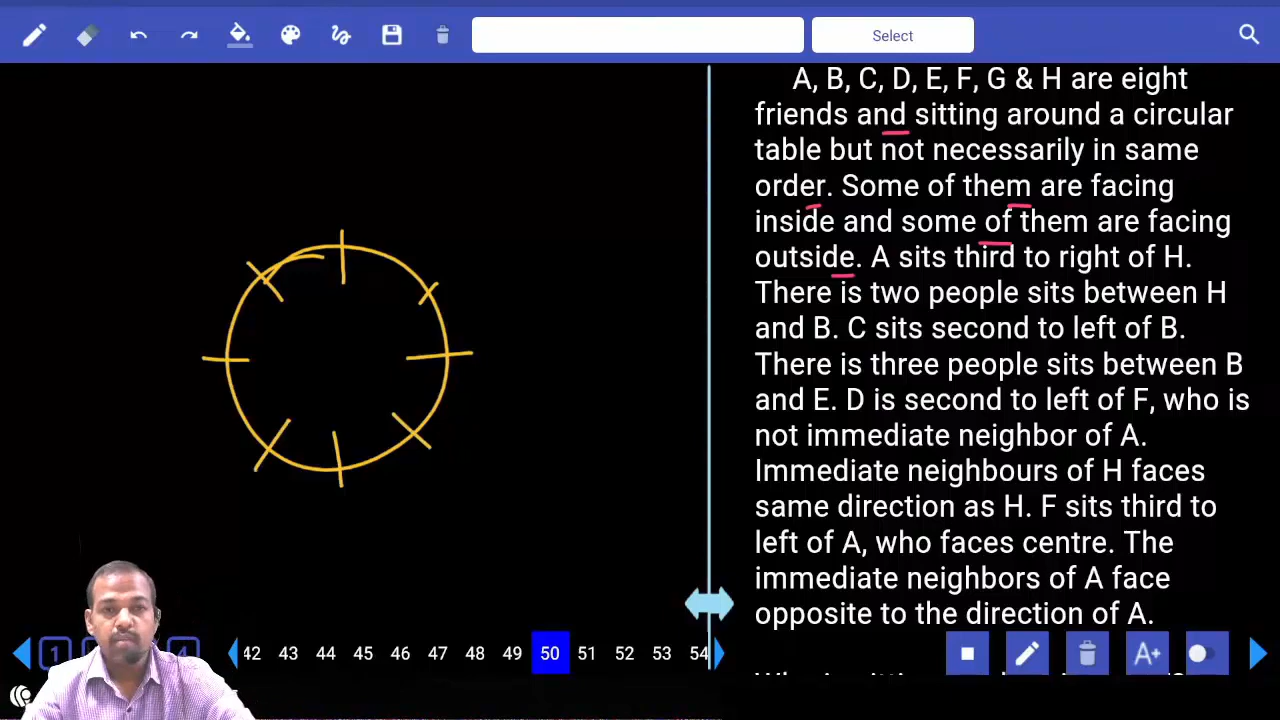 Select
A, B, C, D, E, F, G & H are eight
friends and sitting around a circular
table but not necessarily in same
order. Some of them are facing
inside and some of them are facing
outside. A sits third to right of H.
There is two people sits between H
and B. C sits second to left of B.
There is three people sits between B
and E. D is second to left of F, who is
not immediate neighbor of A.
Immediate neighbours of H faces
same direction as H. F sits third to
left of A, who faces centre. The
immediate neighbors of A face
opposite to the direction of A.
1 4 42 43 44 45 46 47 48 49 50 51 52 53 54 A+